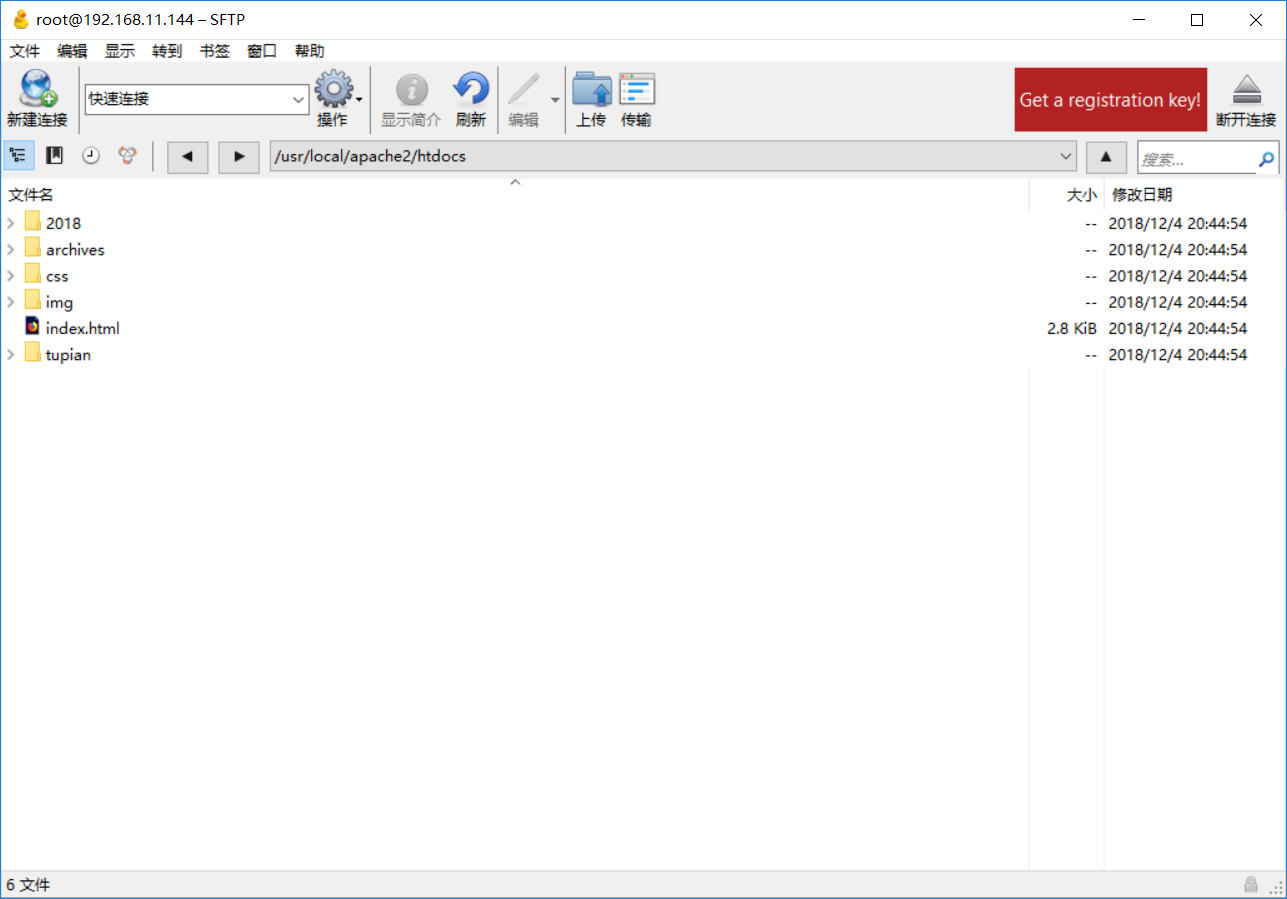 root@192.168.11.144 – SFTP
文件 编辑 显示 转到 书签 窗口 帮助
新建连接 快速连接 操作 显示简介 刷新 编辑 上传 传输 Get a registration key! 断开连接
/usr/local/apache2/htdocs 搜索...
文件名 大小 修改日期
2018 -- 2018/12/4 20:44:54
archives -- 2018/12/4 20:44:54
css -- 2018/12/4 20:44:54
img -- 2018/12/4 20:44:54
index.html 2.8 KiB 2018/12/4 20:44:54
tupian -- 2018/12/4 20:44:54
6 文件